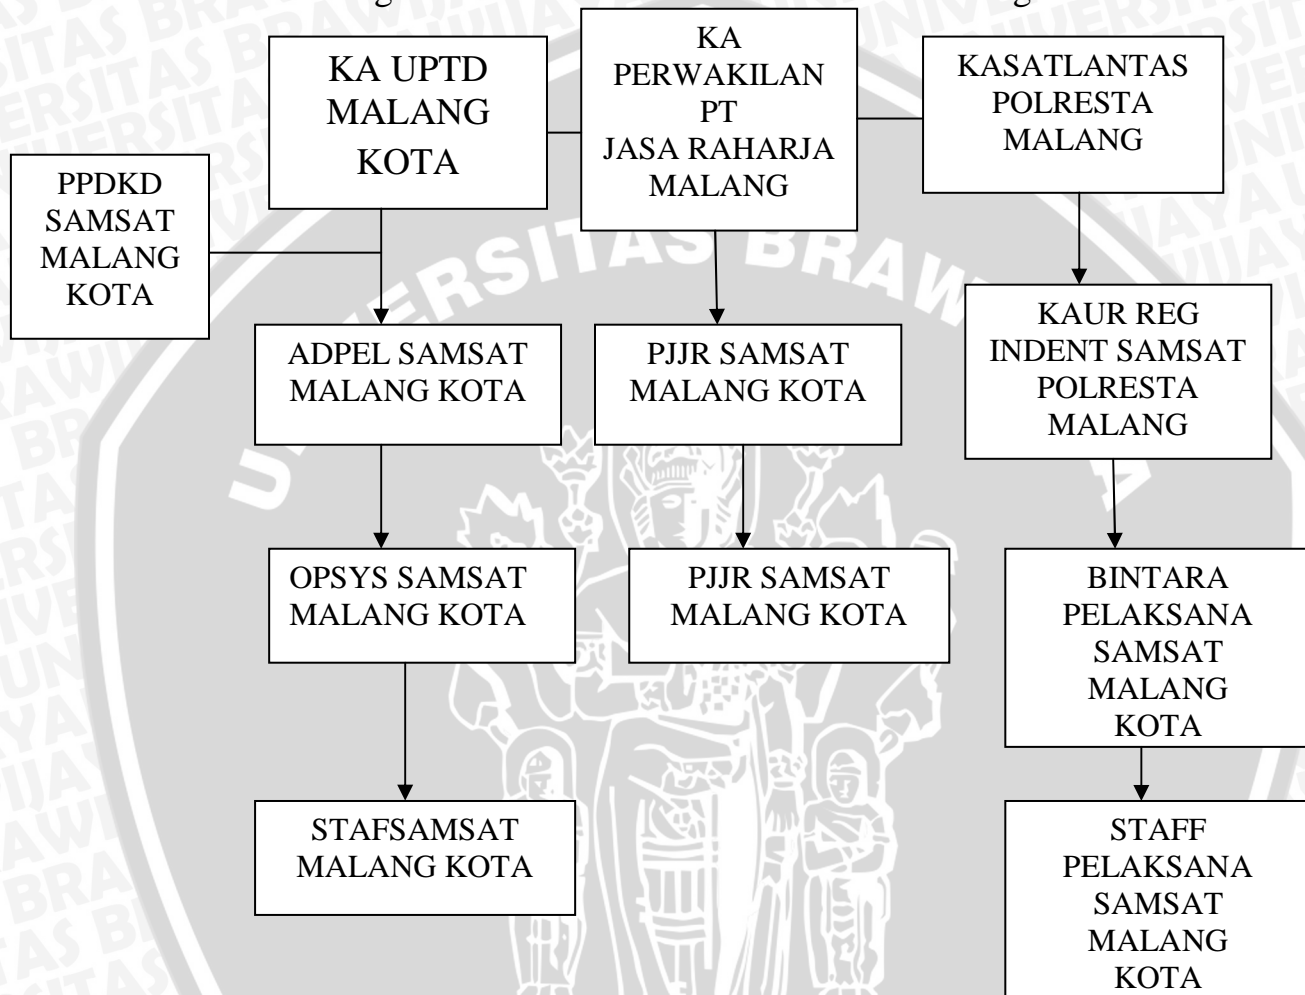 KA UPTD
MALANG
KOTA
KA
PERWAKILAN
PT
JASA RAHARJA
MALANG
KASATLANTAS
POLRESTA
MALANG
PPDKD
SAMSAT
MALANG
KOTA
ADPEL SAMSAT
MALANG KOTA
PJJR SAMSAT
MALANG KOTA
KAUR REG
INDENT SAMSAT
POLRESTA
MALANG
OPSYS SAMSAT
MALANG KOTA
PJJR SAMSAT
MALANG KOTA
BINTARA
PELAKSANA
SAMSAT
MALANG
KOTA
STAFSAMSAT
MALANG KOTA
STAFF
PELAKSANA
SAMSAT
MALANG
KOTA
UNIVERSITAS BRAWIJAYA